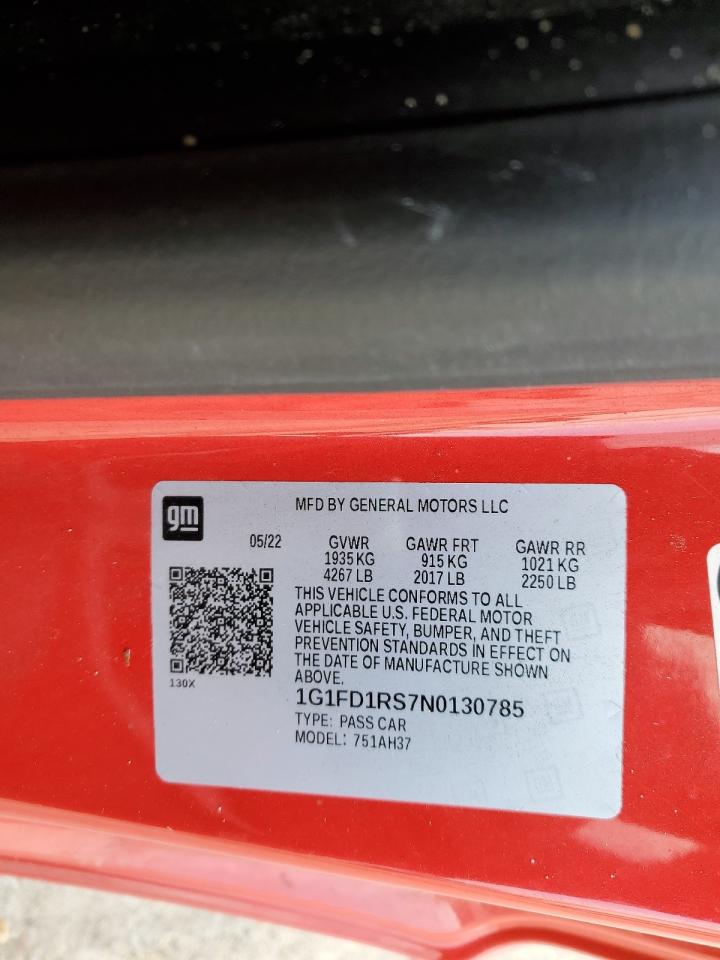 gm
MFD BY GENERAL MOTORS LLC
05/22 GVWR GAWR FRT GAWR RR
1935 KG 915 KG 1021 KG
4267 LB 2017 LB 2250 LB
THIS VEHICLE CONFORMS TO ALL
APPLICABLE U.S. FEDERAL MOTOR
VEHICLE SAFETY, BUMPER, AND THEFT
PREVENTION STANDARDS IN EFFECT ON
THE DATE OF MANUFACTURE SHOWN
ABOVE.
130X
1G1FD1RS7N0130785
TYPE: PASS CAR
MODEL: 751AH37